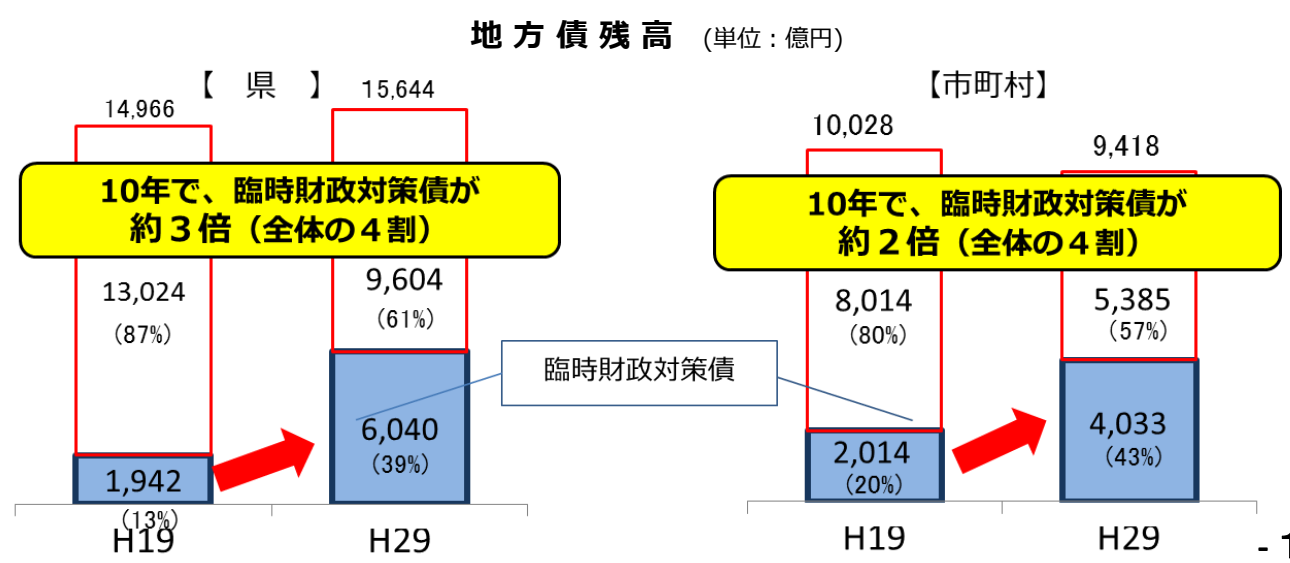 地方債残高 (単位：億円)
【 県 】
14,966
15,644
10年で、臨時財政対策債が
約３倍（全体の４割）
13,024
(87%)
9,604
(61%)
1,942
(13%)
6,040
(39%)
H19
H29
臨時財政対策債
【市町村】
10,028
9,418
10年で、臨時財政対策債が
約２倍（全体の４割）
8,014
(80%)
5,385
(57%)
2,014
(20%)
4,033
(43%)
H19
H29
- 1